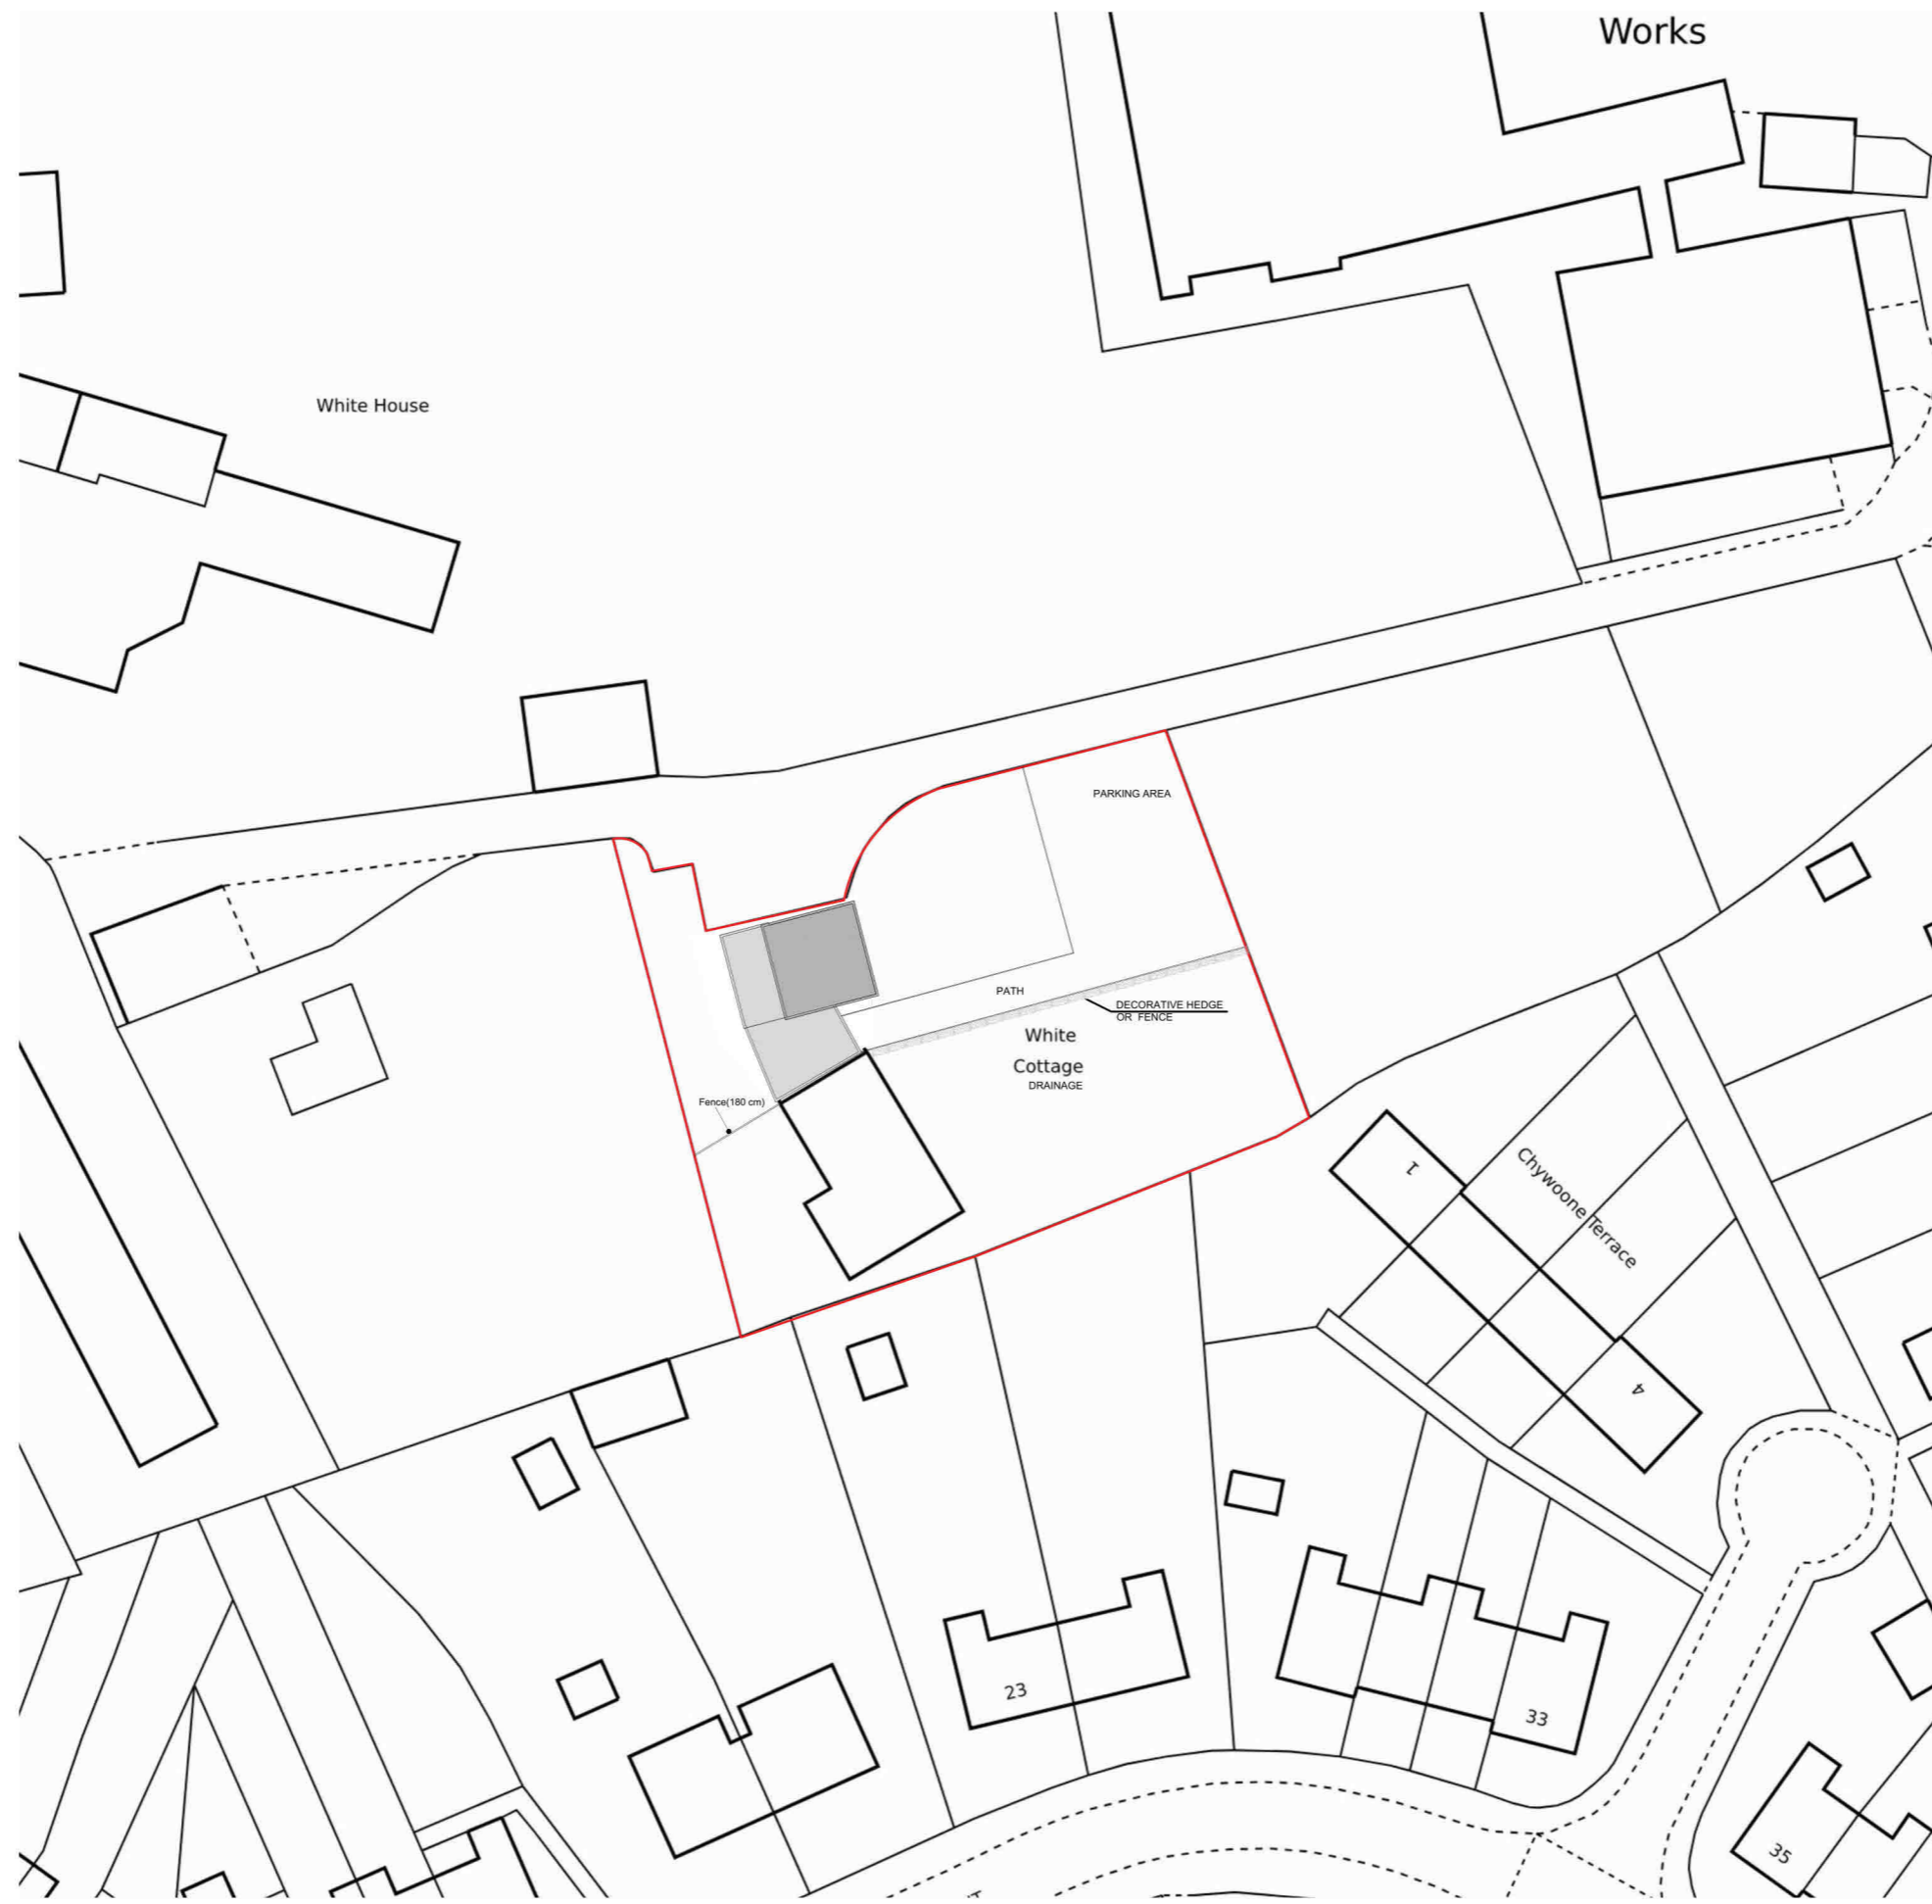 Works
White House
PARKING AREA
PATH
DECORATIVE HEDGE
OR FENCE
White
Cottage
DRAINAGE
Fence(180 cm)
1
Chywoone Terrace
4
23
33
35